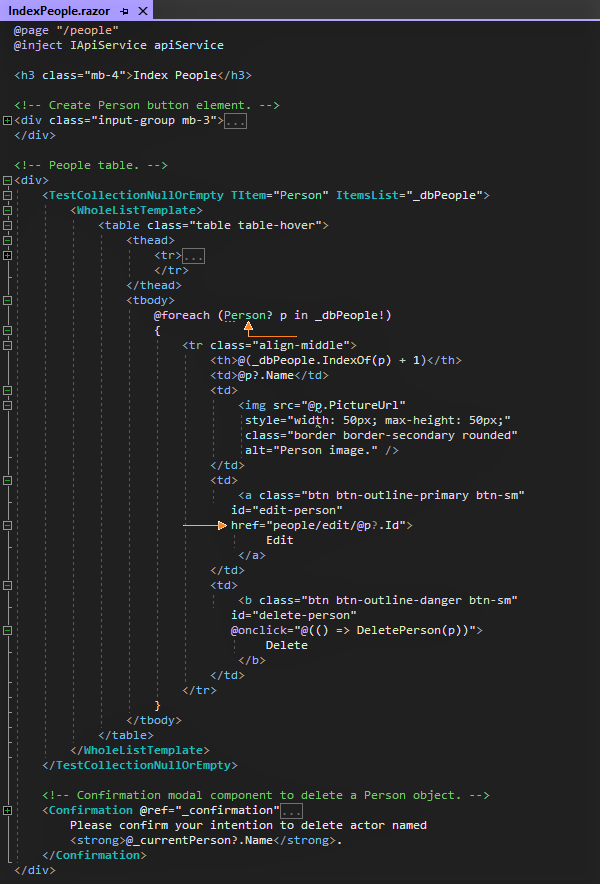 IndexPeople.razor
@page "/people"
@inject IApiService apiService
<h3 class="mb-4">Index People</h3>
<!-- Create Person button element. -->
<div class="input-group mb-3">...
</div>
<!-- People table. -->
<div>
<TestCollectionNullOrEmpty TItem="Person" ItemsList="_dbPeople">
<WholeListTemplate>
<table class="table table-hover">
<thead>
<tr>...
</tr>
</thead>
<tbody>
@foreach (Person? p in _dbPeople!)
{
<tr class="align-middle">
<th>@(_dbPeople.IndexOf(p) + 1)</th>
<td>@p?.Name</td>
<td>
<img src="@p.PictureUrl"
style="width: 50px; max-height: 50px;"
class="border border-secondary rounded"
alt="Person image." />
</td>
<td>
<a class="btn btn-outline-primary btn-sm"
id="edit-person"
href="people/edit/@p?.Id">
Edit
</a>
</td>
<td>
<b class="btn btn-outline-danger btn-sm"
id="delete-person"
@onclick="@(() => DeletePerson(p))">
Delete
</b>
</td>
</tr>
}
</tbody>
</table>
</WholeListTemplate>
</TestCollectionNullOrEmpty>
<!-- Confirmation modal component to delete a Person object. -->
<Confirmation @ref="_confirmation"...
Please confirm your intention to delete actor named
<strong>@_currentPerson?.Name</strong>.
</Confirmation>
</div>